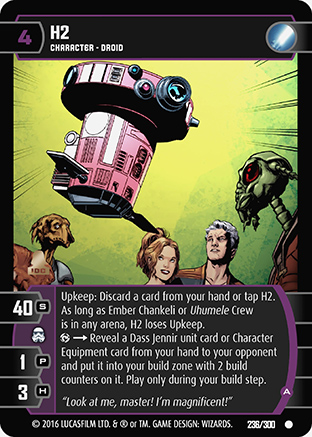 4
H2
CHARACTER - DROID
40 S
1 P
3 H
Upkeep: Discard a card from your hand or tap H2.
As long as Ember Chankeli or Uhumele Crew
is in any arena, H2 loses Upkeep.
Reveal a Dass Jennir unit card or Character
Equipment card from your hand to your opponent
and put it into your build zone with 2 build
counters on it. Play only during your build step.
A
“Look at me, master! I’m magnificent!”
© 2016 LUCASFILM LTD. & ® or TM. GAME DESIGN: WIZARDS.
236/300